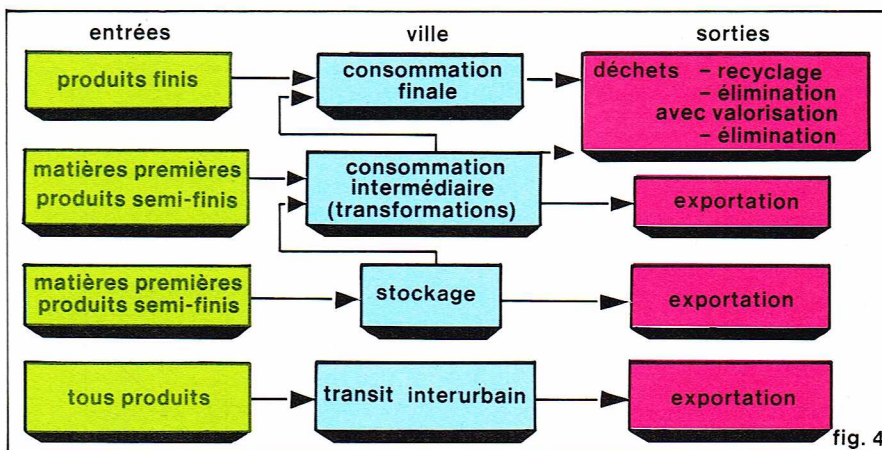 entrées
ville
sorties
produits finis
consommation
finale
déchets – recyclage
– élimination
avec valorisation
– élimination
matières premières
produits semi-finis
consommation
intermédiaire
(transformations)
exportation
matières premières
produits semi-finis
stockage
exportation
tous produits
transit interurbain
exportation
fig. 4